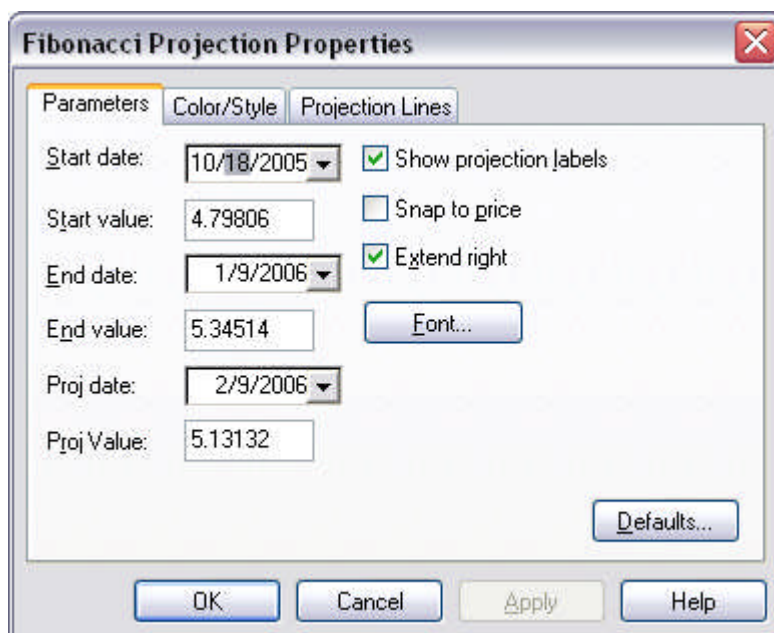 Fibonacci Projection Properties
Parameters Color/Style Projection Lines
Start date: 10/18/2005 Show projection labels
Start value: 4.79806 Snap to price
End date: 1/9/2006 Extend right
End value: 5.34514 Font...
Proj date: 2/9/2006
Proj Value: 5.13132
Defaults...
OK Cancel Apply Help